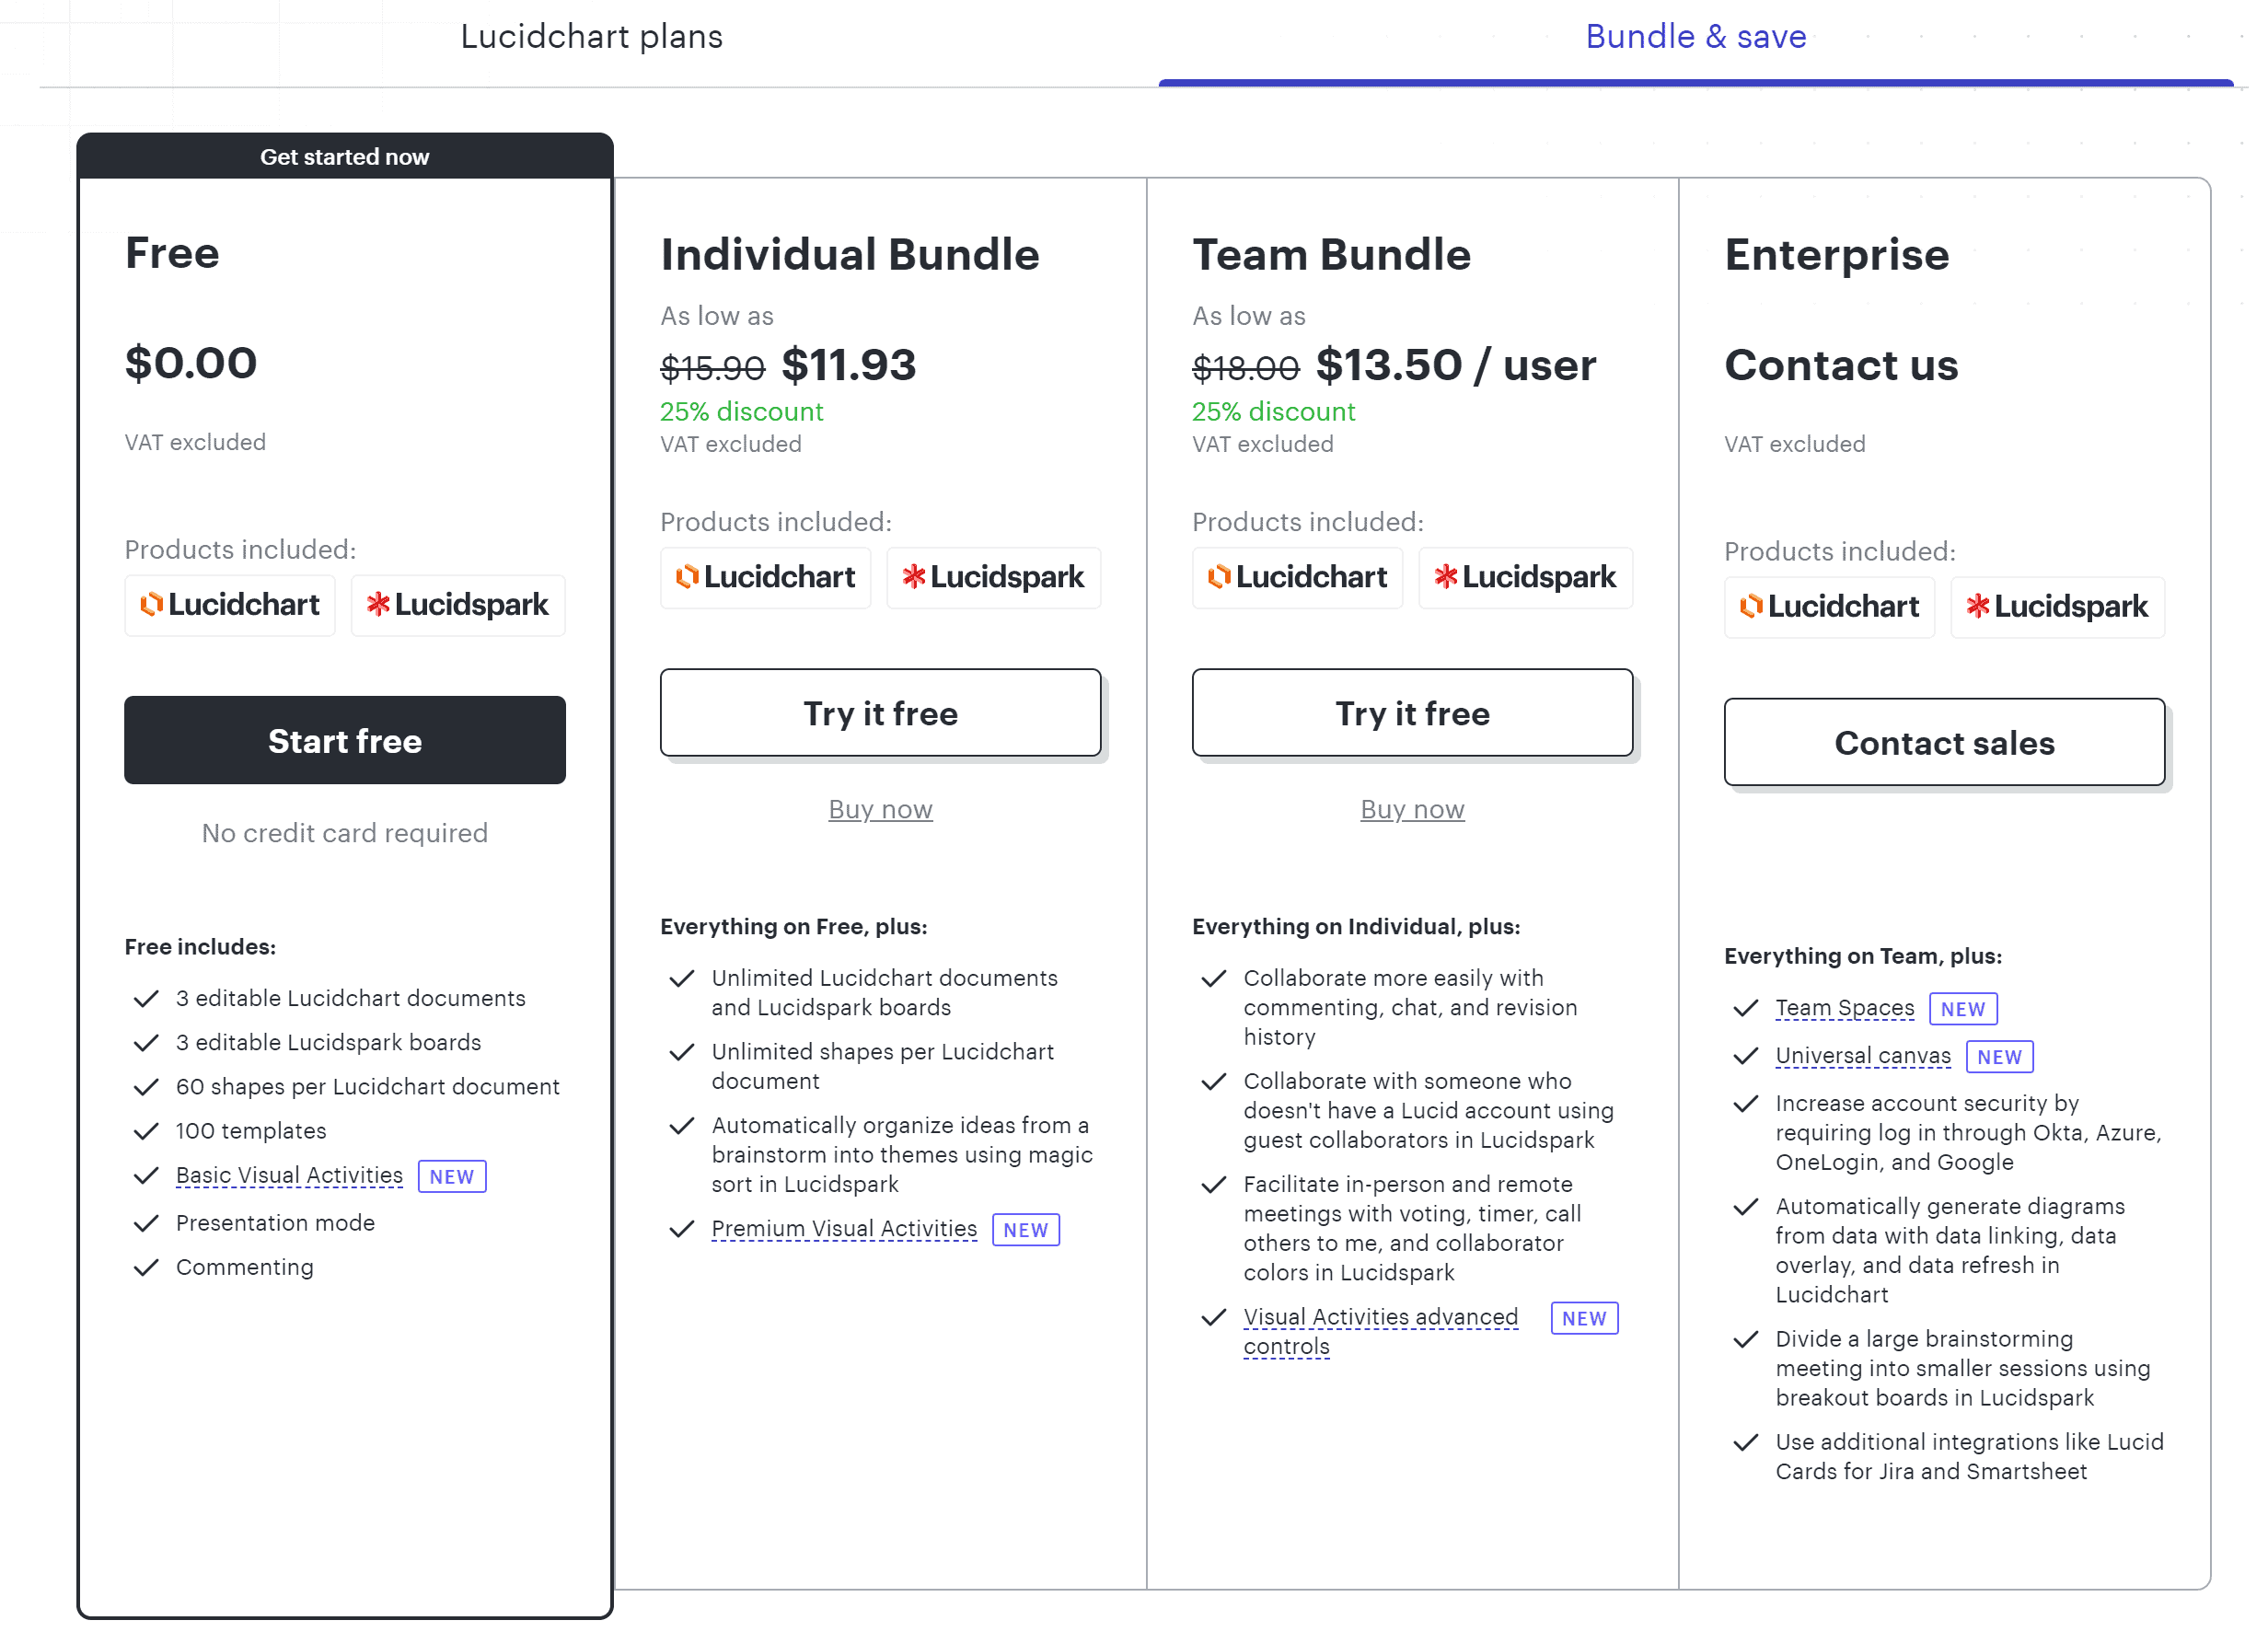 Lucidchart plans
Bundle & save
Get started now
Free
$0.00
VAT excluded
Products included:
Lucidchart
Lucidspark
Start free
No credit card required
Free includes:
3 editable Lucidchart documents
3 editable Lucidspark boards
60 shapes per Lucidchart document
100 templates
Basic Visual Activities NEW
Presentation mode
Commenting
Individual Bundle
As low as
$15.90 $11.93
25% discount
VAT excluded
Products included:
Lucidchart
Lucidspark
Try it free
Buy now
Everything on Free, plus:
Unlimited Lucidchart documents
and Lucidspark boards
Unlimited shapes per Lucidchart
document
Automatically organize ideas from a
brainstorm into themes using magic
sort in Lucidspark
Premium Visual Activities NEW
Team Bundle
As low as
$18.00 $13.50 / user
25% discount
VAT excluded
Products included:
Lucidchart
Lucidspark
Try it free
Buy now
Everything on Individual, plus:
Collaborate more easily with
commenting, chat, and revision
history
Collaborate with someone who
doesn't have a Lucid account using
guest collaborators in Lucidspark
Facilitate in-person and remote
meetings with voting, timer, call
others to me, and collaborator
colors in Lucidspark
Visual Activities advanced NEW
controls
Enterprise
Contact us
VAT excluded
Products included:
Lucidchart
Lucidspark
Contact sales
Everything on Team, plus:
Team Spaces NEW
Universal canvas NEW
Increase account security by
requiring log in through Okta, Azure,
OneLogin, and Google
Automatically generate diagrams
from data with data linking, data
overlay, and data refresh in
Lucidchart
Divide a large brainstorming
meeting into smaller sessions using
breakout boards in Lucidspark
Use additional integrations like Lucid
Cards for Jira and Smartsheet